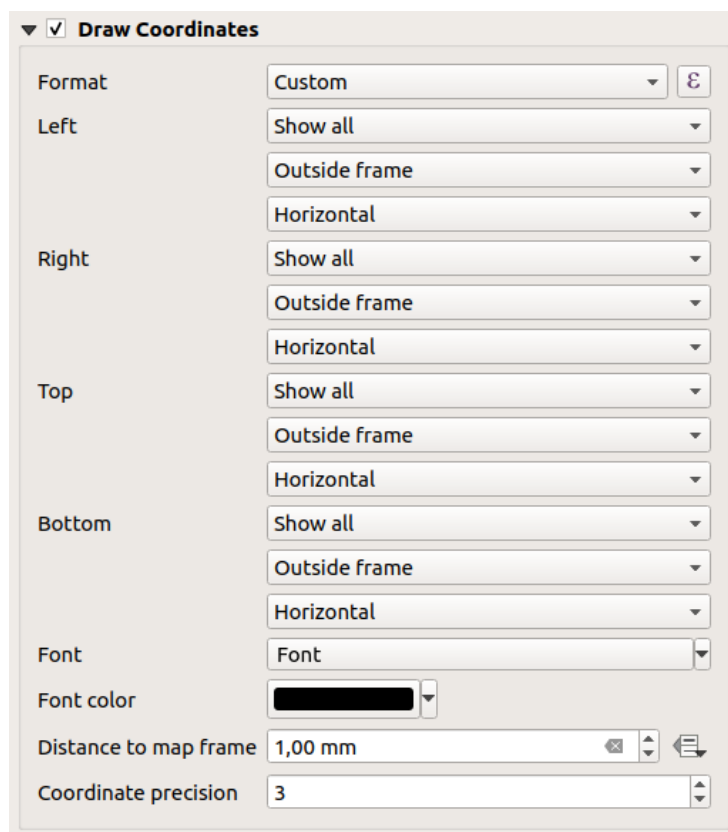 Draw Coordinates
Format Custom ε
Left Show all
Outside frame
Horizontal
Right Show all
Outside frame
Horizontal
Top Show all
Outside frame
Horizontal
Bottom Show all
Outside frame
Horizontal
Font Font
Font color
Distance to map frame 1,00 mm
Coordinate precision 3